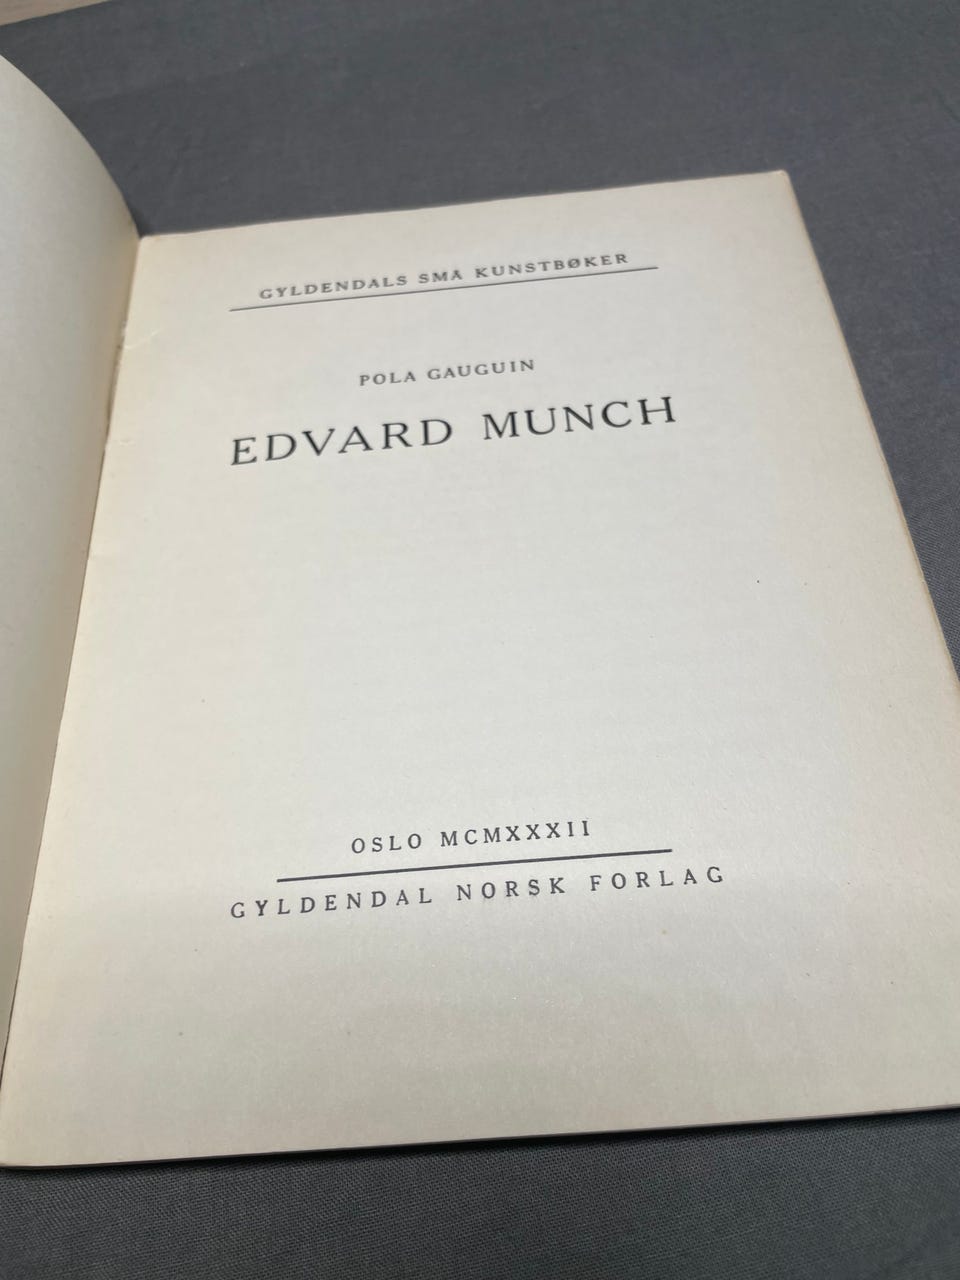 GYLDENDALS SMÅ KUNSTBØKER
POLA GAUGUIN
EDVARD MUNCH
OSLO MCMXXXII
GYLDENDAL NORSK FORLAG